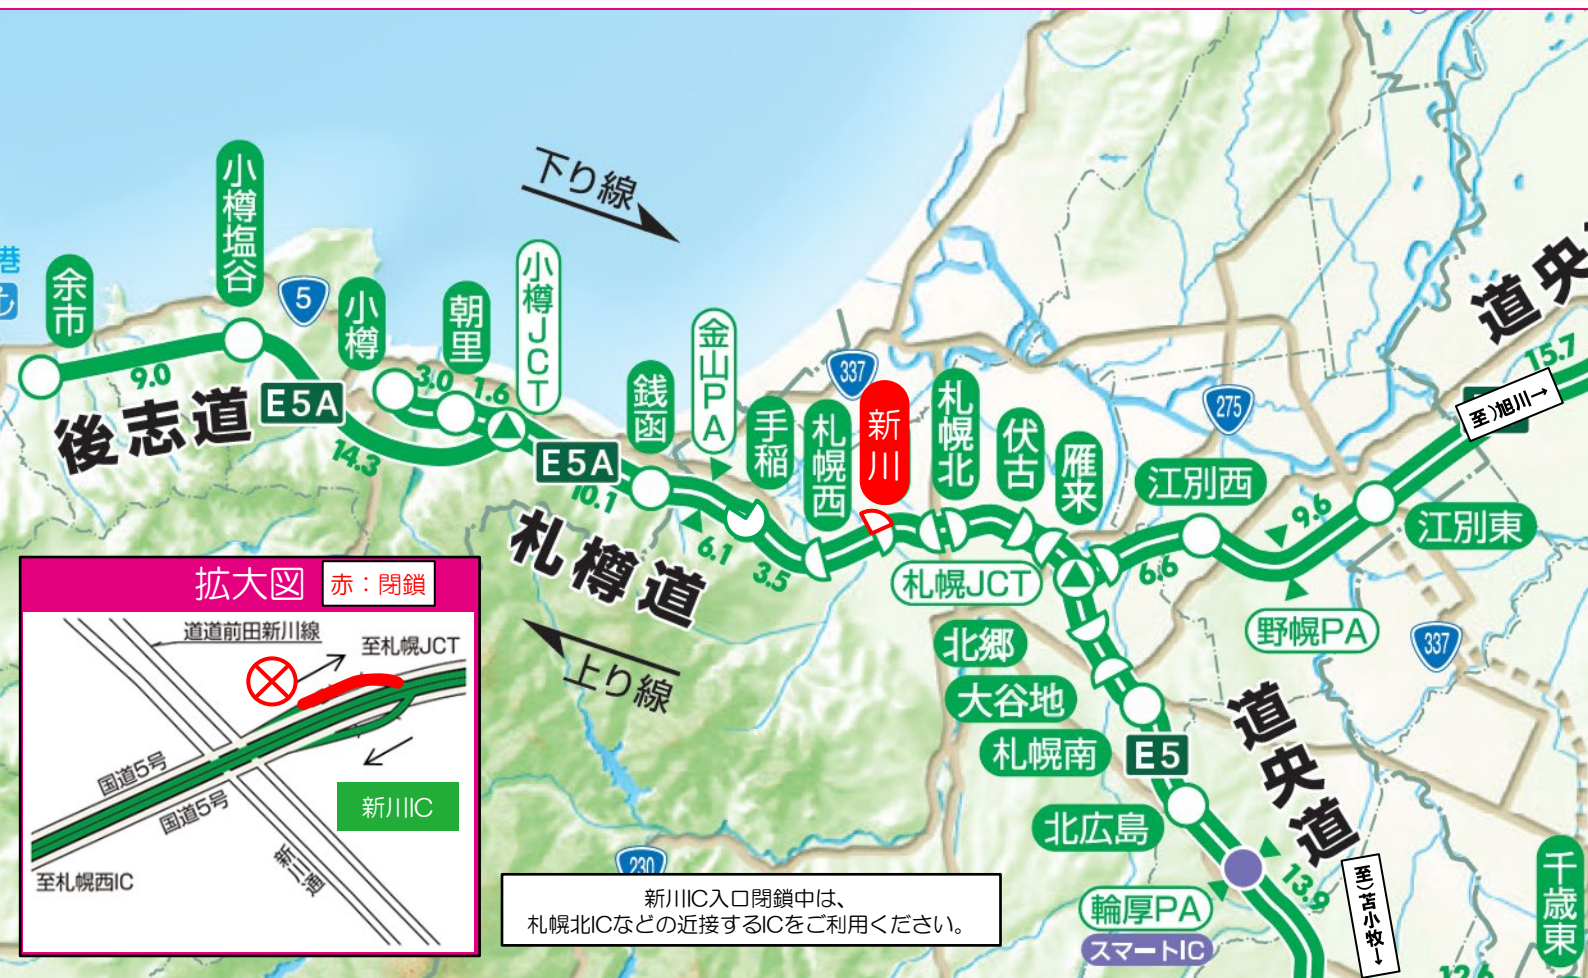 下り線
小樽塩谷
余市
港
5
小樽
朝里
小樽JCT
金山PA
銭函
手稲
札幌西
新川
337
札幌北
伏古
雁来
275
江別西
江別東
道央
15.7
至)旭川→
9.0
後志道
E5A
3.0
1.6
14.3
E5A
10.1
札樽道
6.1
3.5
札幌JCT
6.6
9.6
野幌PA
337
上り線
北郷
大谷地
札幌南
E5
北広島
道央道
13.9
輪厚PA
スマートIC
至)苫小牧→
千歳東
12.6
230
拡大図
赤：閉鎖
道道前田新川線
至札幌JCT
国道5号
国道5号
新川IC
新川通
至札幌西IC
新川IC入口閉鎖中は、
札幌北ICなどの近接するICをご利用ください。